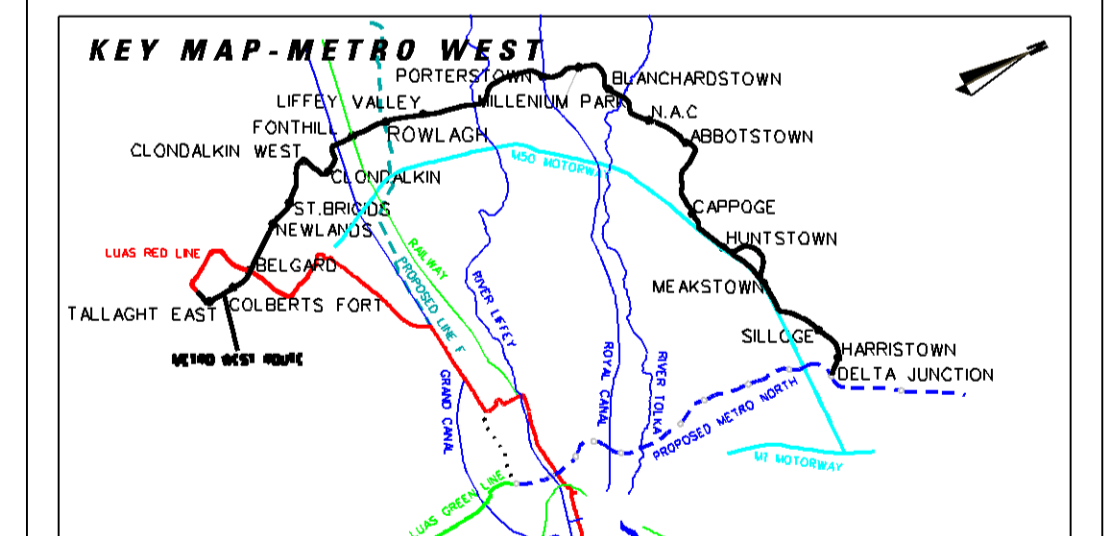 KEY MAP-METRO WEST
PORTERSTOWN
BLANCHARDSTOWN
LIFFEY VALLEY
MILLENIUM PARK
N.A.C
FONTHILL
ROWLAGH
ABBOTSTOWN
CLONDALKIN WEST
M50 MOTORWAY
CLONDALKIN
ST.BRIGIDS
CAPPOGE
NEWLANDS
HUNTSTOWN
LUAS RED LINE
RAILWAY
BELGARD
PROPOSED LINE F
RIVER LIFFEY
MEAKSTOWN
TALLAGHT EAST
COLBERTS FORT
SILLOGE
METRO WEST ROUTE
HARRISTOWN
DELTA JUNCTION
GRAND CANAL
ROYAL CANAL
RIVER TOLKA
PROPOSED METRO NORTH
M1 MOTORWAY
LUAS GREEN LINE